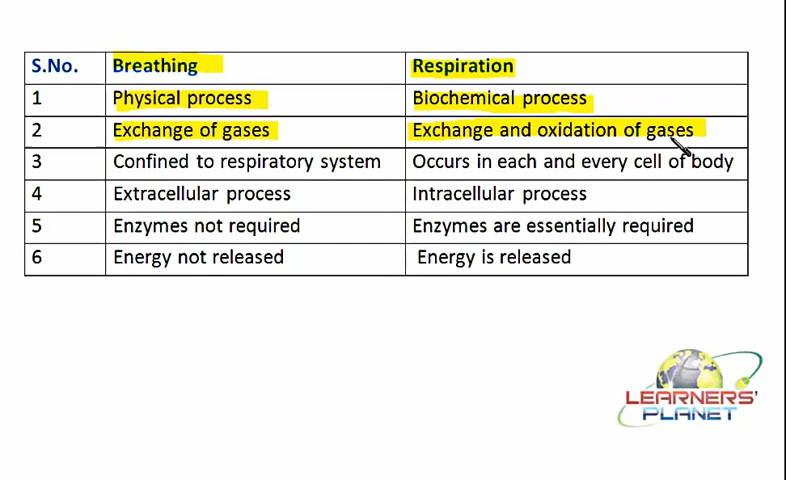 S.No. Breathing Respiration
1 Physical process Biochemical process
2 Exchange of gases Exchange and oxidation of gases
3 Confined to respiratory system Occurs in each and every cell of body
4 Extracellular process Intracellular process
5 Enzymes not required Enzymes are essentially required
6 Energy not released Energy is released
LEARNERS'
PLANET